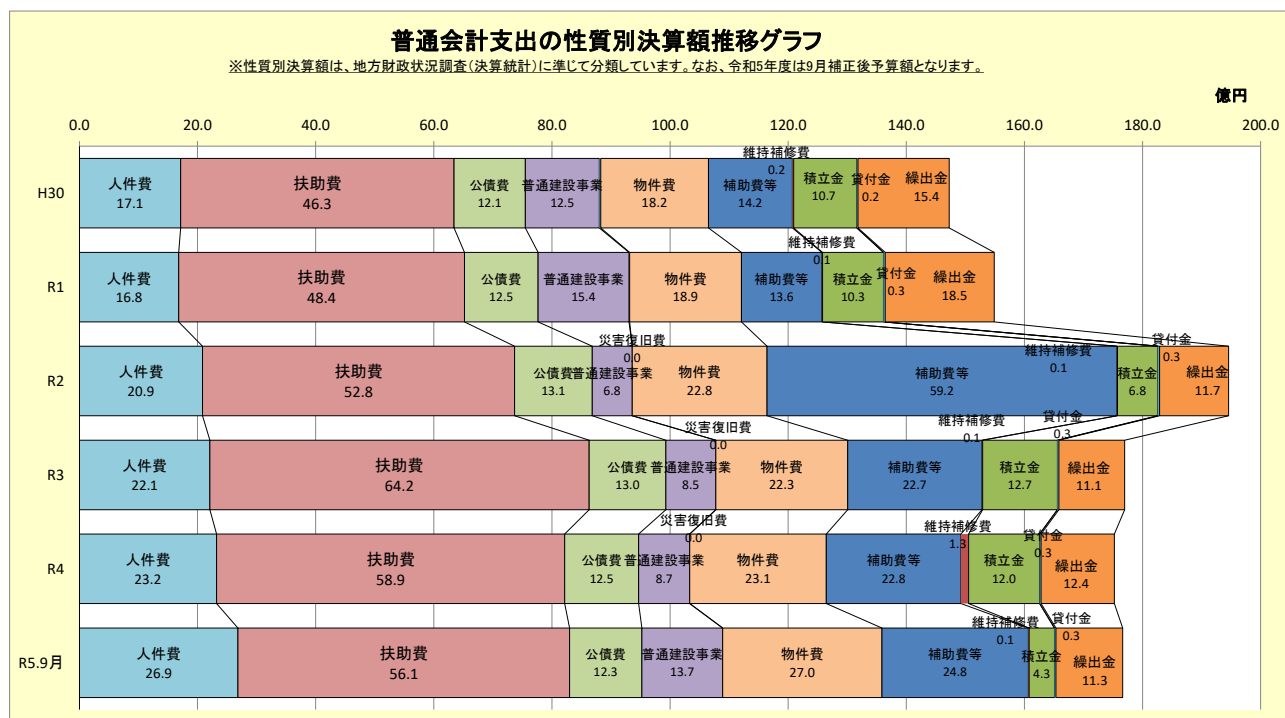 普通会計支出の性質別決算額推移グラフ
※性質別決算額は、地方財政状況調査(決算統計)に準じて分類しています。なお、令和5年度は9月補正後予算額となります。
億円
0.0 20.0 40.0 60.0 80.0 100.0 120.0 140.0 160.0 180.0 200.0
H30
人件費 17.1
扶助費 46.3
公債費 12.1
普通建設事業 12.5
物件費 18.2
補助費等 14.2
維持補修費 0.2
積立金 10.7
貸付金 0.2
繰出金 15.4
R1
人件費 16.8
扶助費 48.4
公債費 12.5
普通建設事業 15.4
物件費 18.9
補助費等 13.6
維持補修費 0.1
積立金 10.3
貸付金 0.3
繰出金 18.5
R2
人件費 20.9
扶助費 52.8
公債費 13.1
普通建設事業 6.8
災害復旧費 0.0
物件費 22.8
補助費等 59.2
維持補修費 0.1
積立金 6.8
貸付金 0.3
繰出金 11.7
R3
人件費 22.1
扶助費 64.2
公債費 13.0
普通建設事業 8.5
災害復旧費 0.0
物件費 22.3
補助費等 22.7
維持補修費 0.1
積立金 12.7
貸付金 0.3
繰出金 11.1
R4
人件費 23.2
扶助費 58.9
公債費 12.5
普通建設事業 8.7
災害復旧費 0.0
物件費 23.1
補助費等 22.8
維持補修費 1.3
積立金 12.0
貸付金 0.3
繰出金 12.4
R5.9月
人件費 26.9
扶助費 56.1
公債費 12.3
普通建設事業 13.7
物件費 27.0
補助費等 24.8
維持補修費 0.1
積立金 4.3
貸付金 0.3
繰出金 11.3